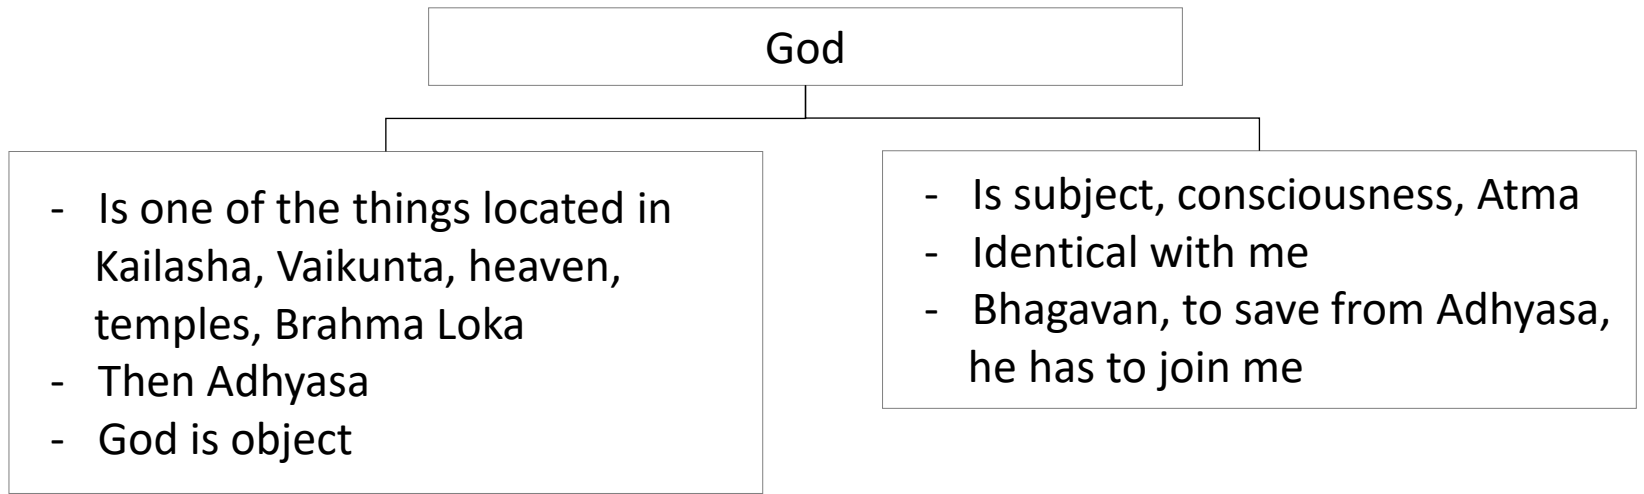 God
- Is one of the things located in
Kailasha, Vaikunta, heaven,
temples, Brahma Loka
- Then Adhyasa
- God is object
- Is subject, consciousness, Atma
- Identical with me
- Bhagavan, to save from Adhyasa,
he has to join me